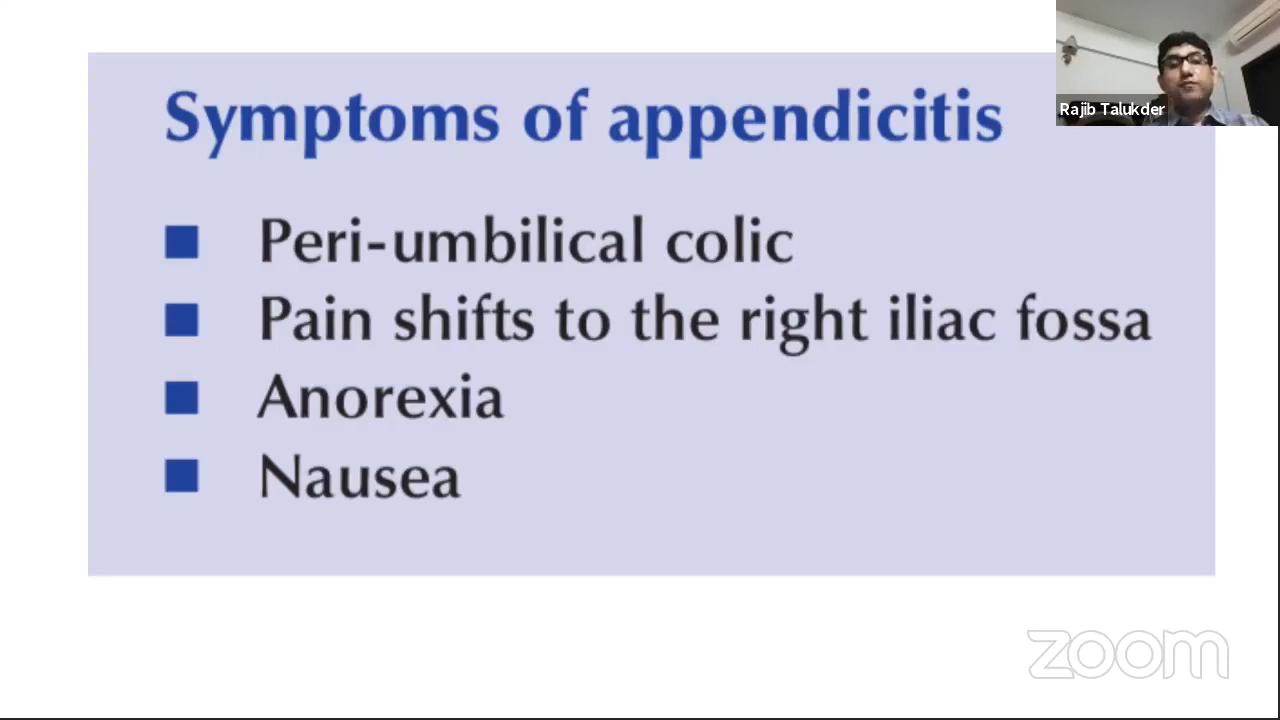 Symptoms of appendicitis
Rajib Talukder
Peri-umbilical colic
Pain shifts to the right iliac fossa
Anorexia
Nausea
zoom